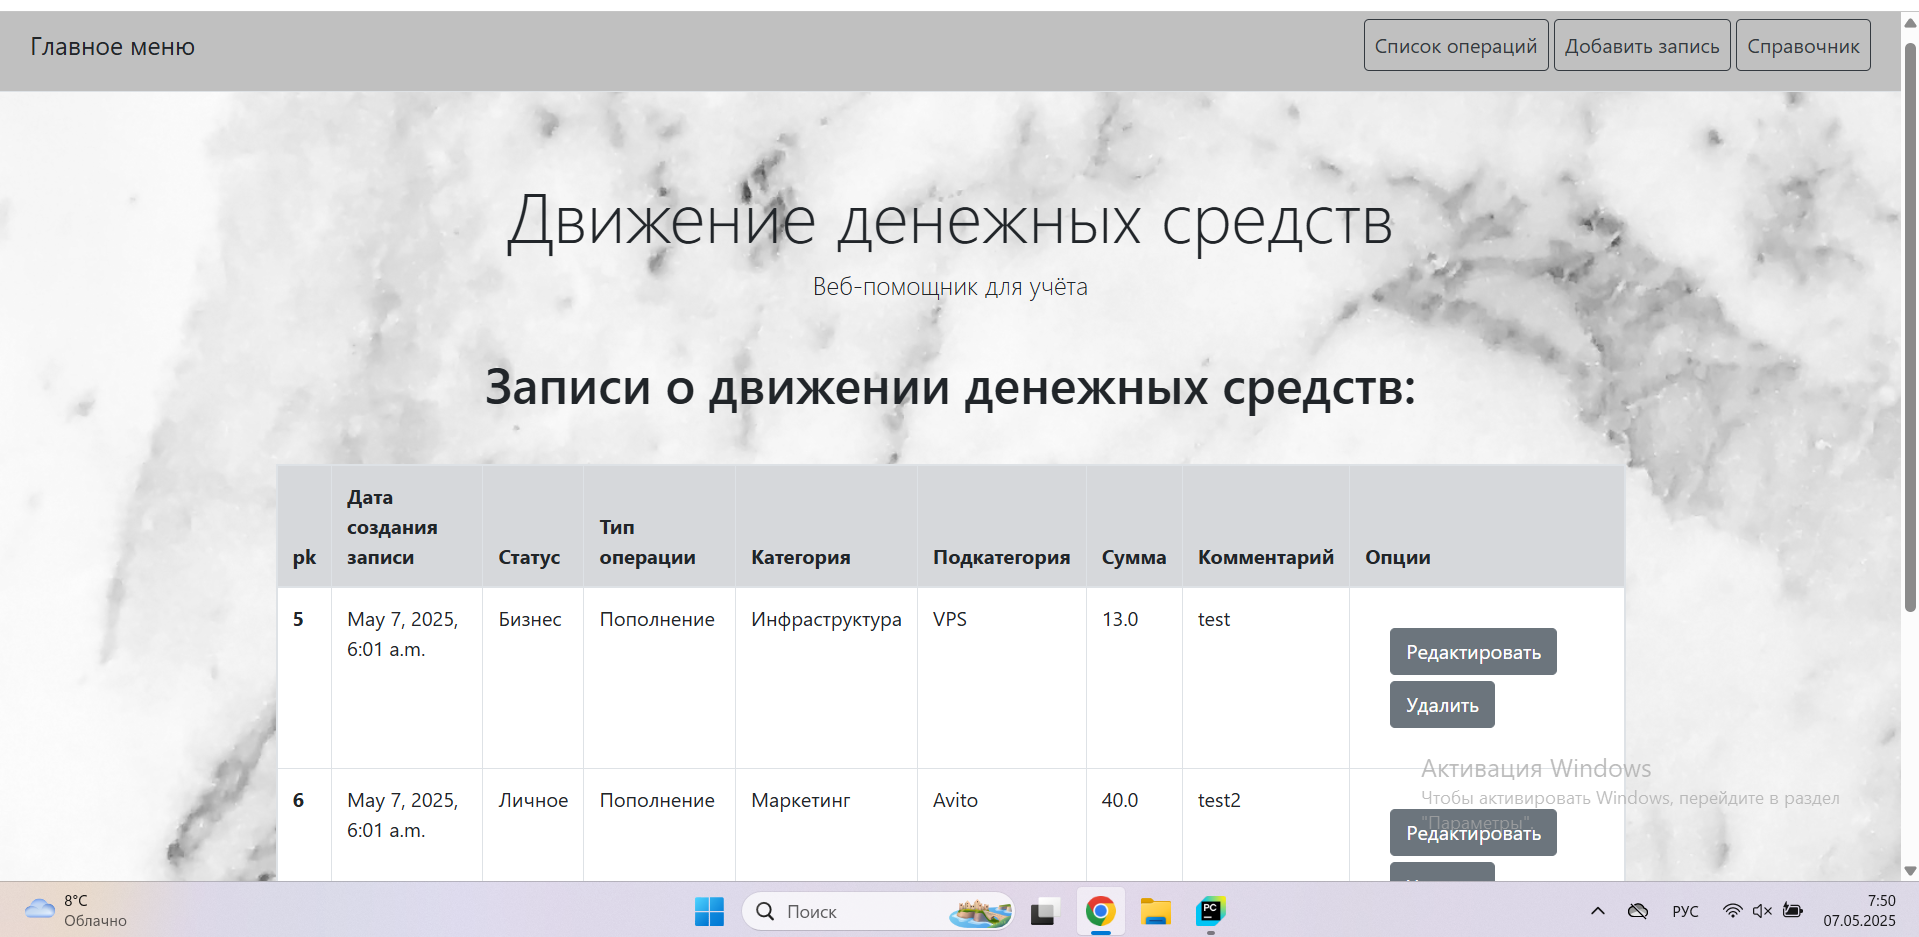 Главное меню
Список операций
Добавить запись
Справочник
Движение денежных средств
Веб-помощник для учёта
Записи о движении денежных средств:
pk
Дата
создания
записи
Статус
Тип
операции
Категория
Подкатегория
Сумма
Комментарий
Опции
5
May 7, 2025,
6:01 a.m.
Бизнес
Пополнение
Инфраструктура
VPS
13.0
test
Редактировать
Удалить
6
May 7, 2025,
6:01 a.m.
Личное
Пополнение
Маркетинг
Avito
40.0
test2
Редактировать
Активация Windows
Чтобы активировать Windows, перейдите в раздел
"Параметры".
8°C
Облачно
Поиск
PC
РУС
7:50
07.05.2025